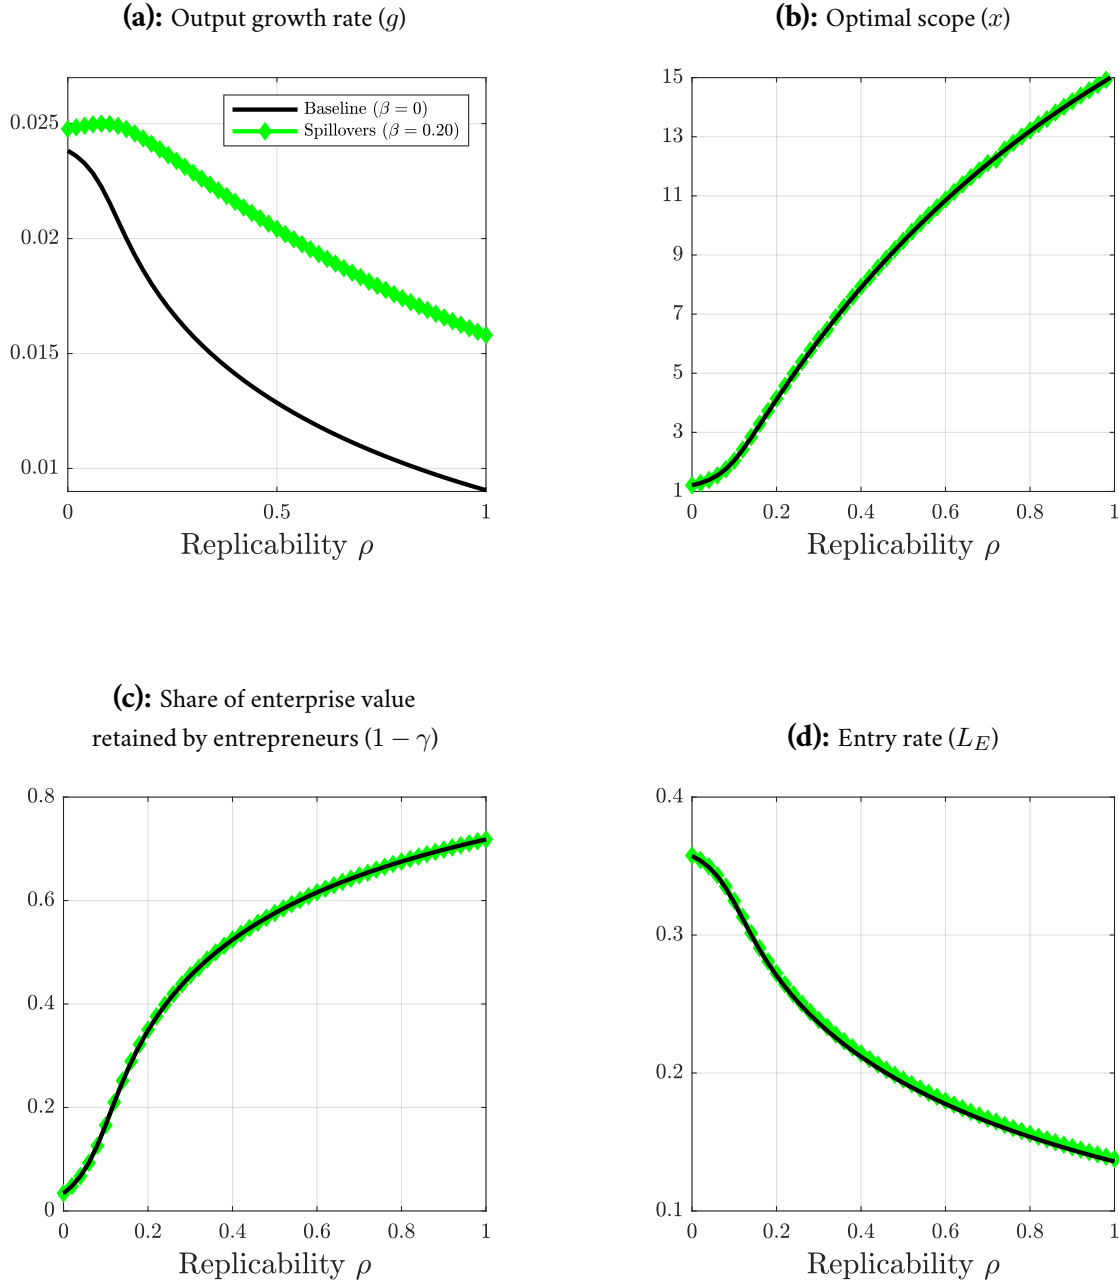 (a): Output growth rate (g)
0.025
0.02
0.015
0.01
Baseline (β = 0)
Spillovers (β = 0.20)
0 0.5 1
Replicability ρ
(b): Optimal scope (x)
15
13
11
9
7
5
3
1
0 0.2 0.4 0.6 0.8 1
Replicability ρ
(c): Share of enterprise value
retained by entrepreneurs (1 − γ)
0.8
0.6
0.4
0.2
0
0 0.2 0.4 0.6 0.8 1
Replicability ρ
(d): Entry rate (L_E)
0.4
0.3
0.2
0.1
0 0.2 0.4 0.6 0.8 1
Replicability ρ